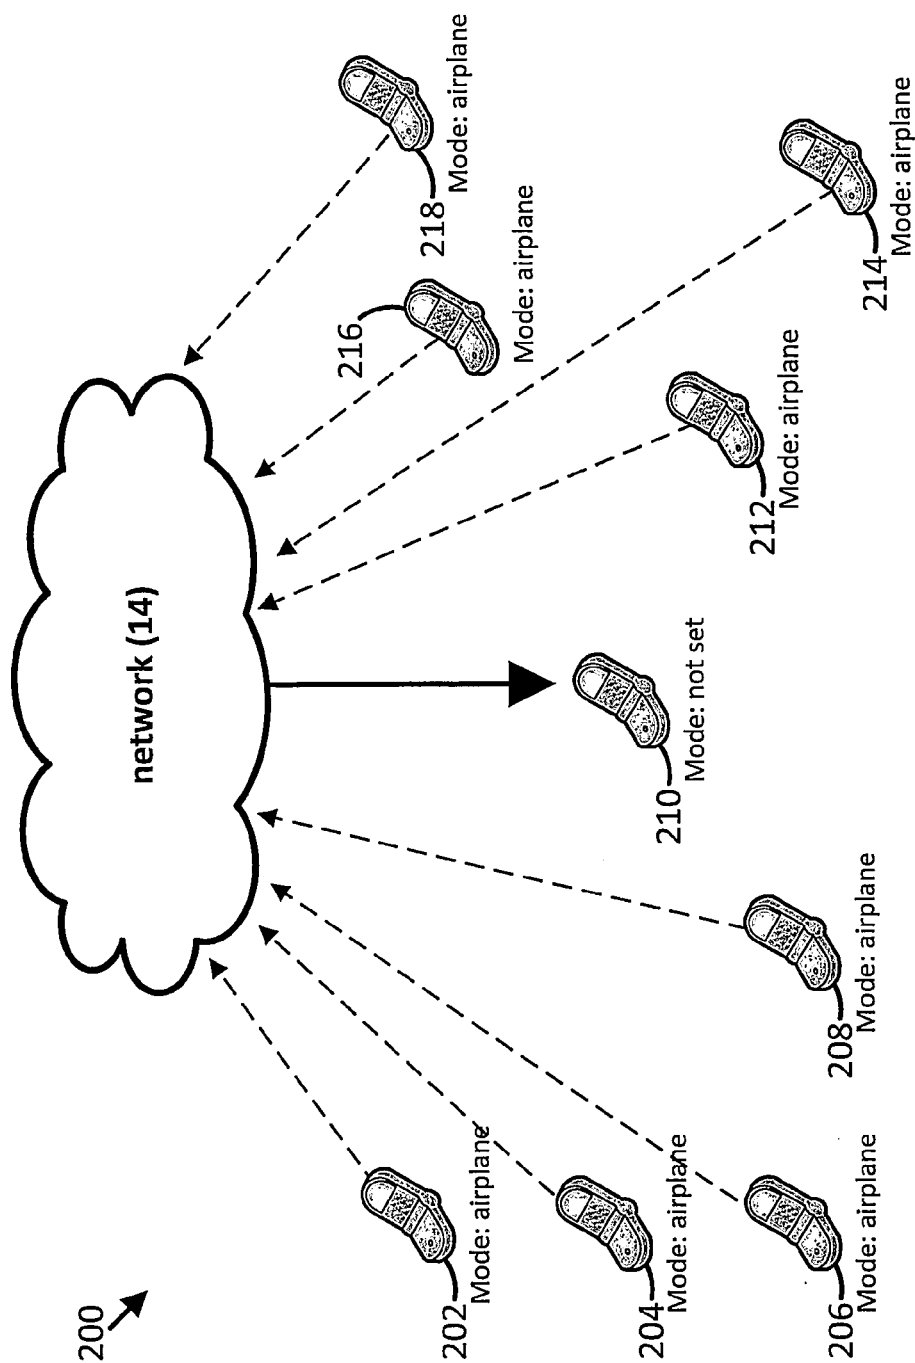 200
network (14)
202
Mode: airplane
204
Mode: airplane
206
Mode: airplane
208
Mode: airplane
210
Mode: not set
212
Mode: airplane
214
Mode: airplane
216
Mode: airplane
218
Mode: airplane